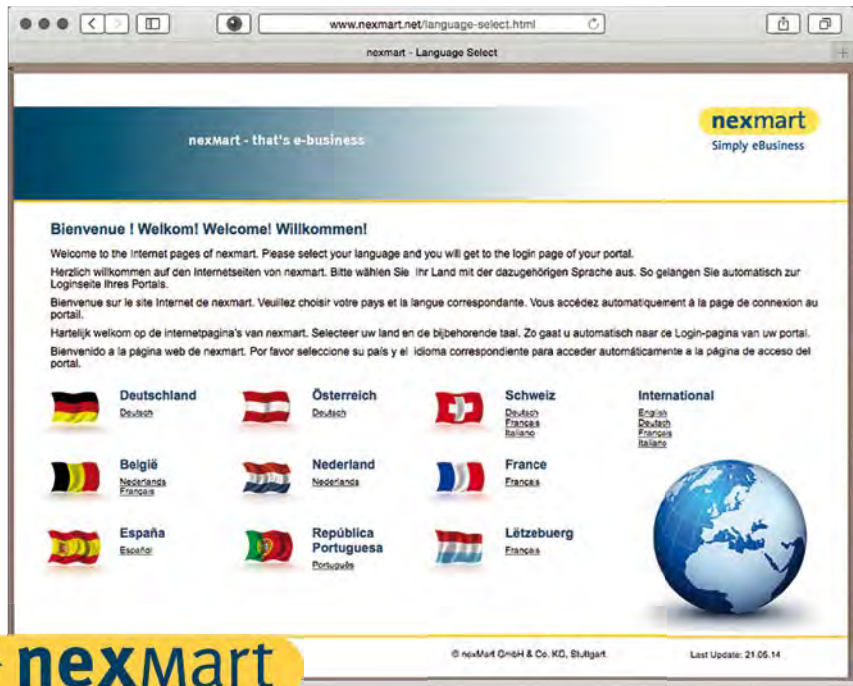 www.nexmart.net/language-select.html
nexmart - Language Select
nexMart - that's e-business
nexmart
Simply eBusiness
Bienvenue ! Welkom! Welcome! Willkommen!
Welcome to the Internet pages of nexmart. Please select your language and you will get to the login page of your portal.
Herzlich willkommen auf den Internetseiten von nexmart. Bitte wählen Sie Ihr Land mit der dazugehörigen Sprache aus. So gelangen Sie automatisch zur
Loginseite Ihres Portals.
Bienvenue sur le site Internet de nexmart. Veuillez choisir votre pays et la langue correspondante. Vous accédez automatiquement à la page de connexion au
portail.
Hartelijk welkom op de internetpagina's van nexmart. Selecteer uw land en de bijbehorende taal. Zo gaat u automatisch naar de Login-pagina van uw portal.
Bienvenido a la página web de nexmart. Por favor seleccione su país y el idioma correspondiente para acceder automáticamente a la página de acceso del
portal.
Deutschland
Deutsch
Österreich
Deutsch
Schweiz
Deutsch
Français
Italiano
International
English
Deutsch
Français
Italiano
België
Nederlands
Français
Nederland
Nederlands
France
Français
España
Español
República
Portuguesa
Português
Lëtzebuerg
Français
© nexMart GmbH & Co. KG, Stuttgart.
Last Update: 21.05.14
nexMart